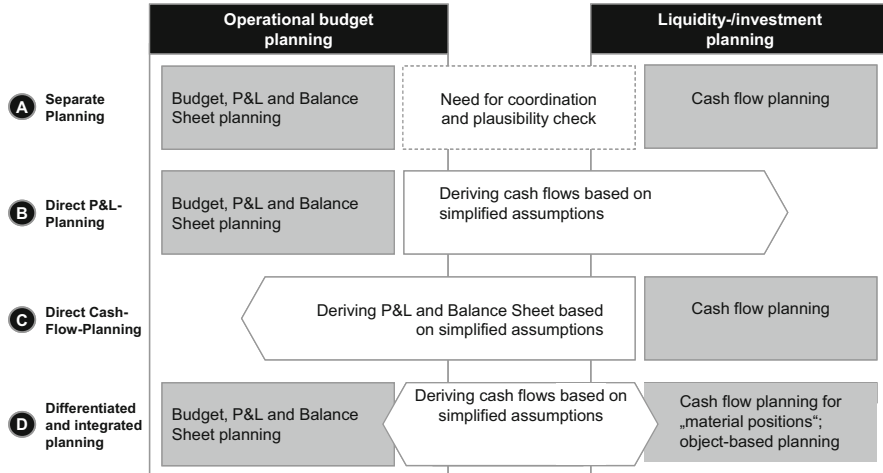 Operational budget
planning
Liquidity-/investment
planning
A
Separate
Planning
Budget, P&L and Balance
Sheet planning
Need for coordination
and plausibility check
Cash flow planning
B
Direct P&L-
Planning
Budget, P&L and Balance
Sheet planning
Deriving cash flows based on
simplified assumptions
C
Direct Cash-
Flow-Planning
Deriving P&L and Balance Sheet based
on simplified assumptions
Cash flow planning
D
Differentiated
and integrated
planning
Budget, P&L and Balance
Sheet planning
Deriving cash flows based on
simplified assumptions
Cash flow planning for
„material positions“;
object-based planning